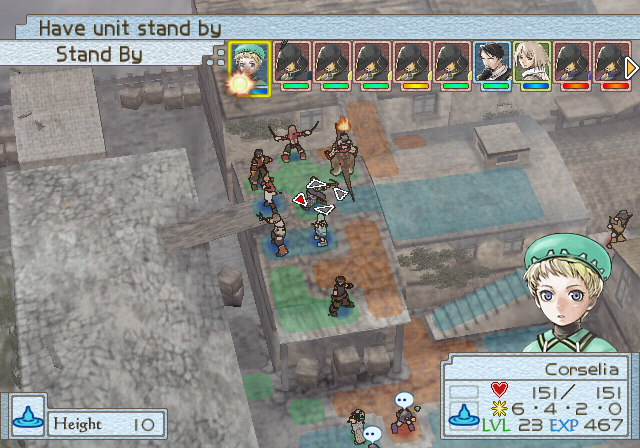 Have unit stand by
Stand By
Corselia
151/ 151
6・4・2・0
LVL 23 EXP 467
Height 10